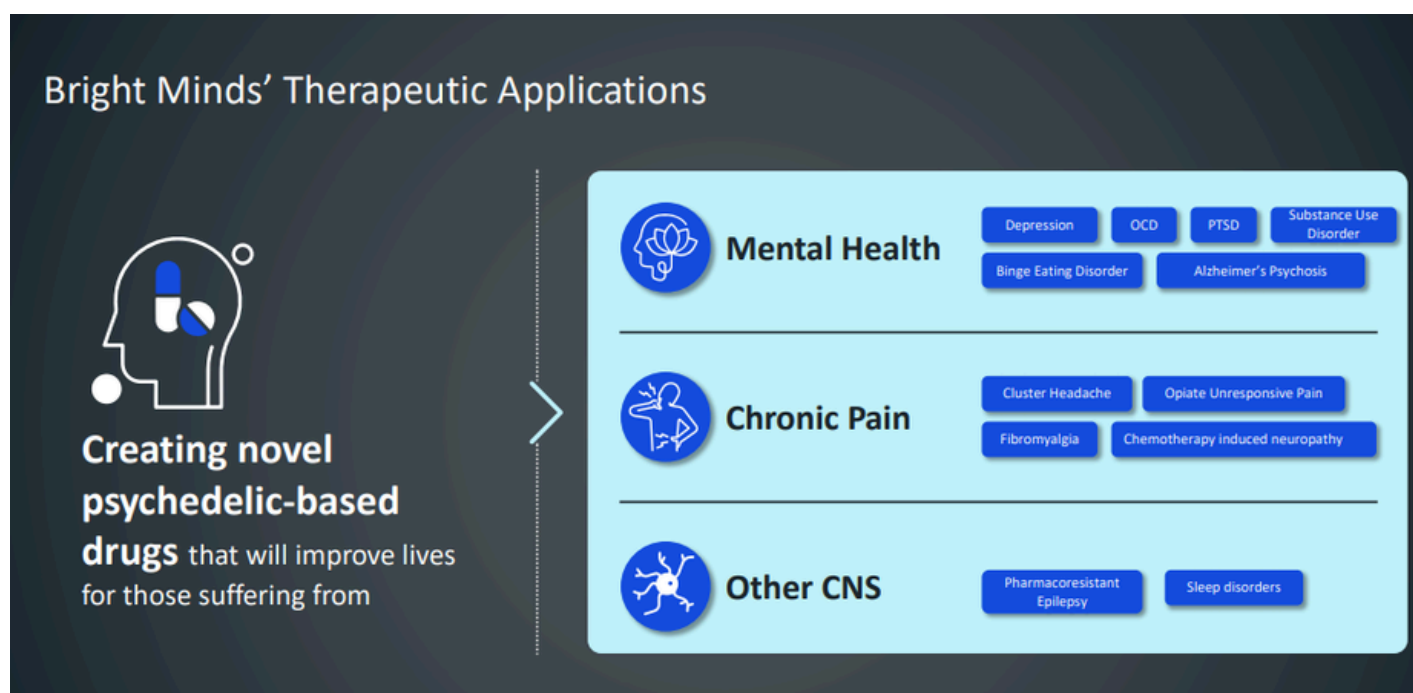 Bright Minds' Therapeutic Applications
Creating novel
psychedelic-based
drugs that will improve lives
for those suffering from
Mental Health
Depression
OCD
PTSD
Substance Use
Disorder
Binge Eating Disorder
Alzheimer's Psychosis
Chronic Pain
Cluster Headache
Opiate Unresponsive Pain
Fibromyalgia
Chemotherapy induced neuropathy
Other CNS
Pharmacoresistant
Epilepsy
Sleep disorders